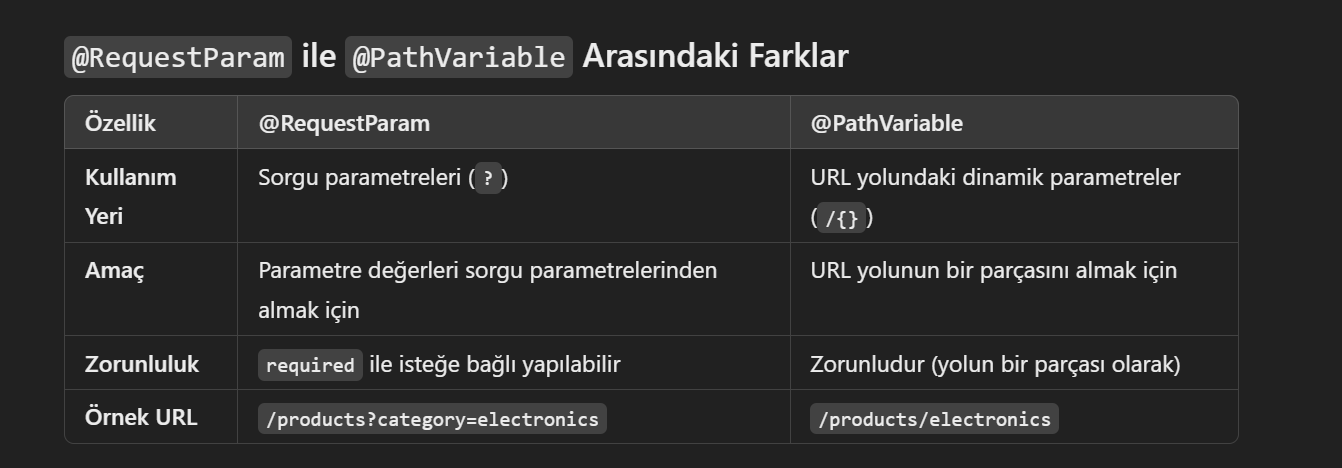 @RequestParam ile @PathVariable Arasındaki Farklar
Özellik @RequestParam @PathVariable
Kullanım Yeri Sorgu parametreleri (?) URL yolundaki dinamik parametreler (/{})
Amaç Parametre değerleri sorgu parametrelerinden almak için URL yolunun bir parçasını almak için
Zorunluluk required ile isteğe bağlı yapılabilir Zorunludur (yolun bir parçası olarak)
Örnek URL /products?category=electronics /products/electronics